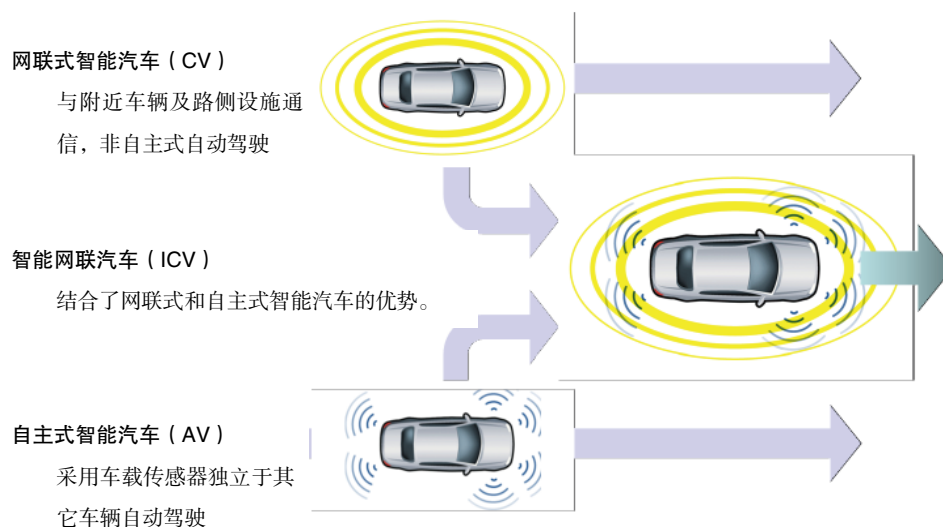 网联式智能汽车（CV）
与附近车辆及路侧设施通
信，非自主式自动驾驶
智能网联汽车（ICV）
结合了网联式和自主式智能汽车的优势。
自主式智能汽车（AV）
采用车载传感器独立于其
它车辆自动驾驶